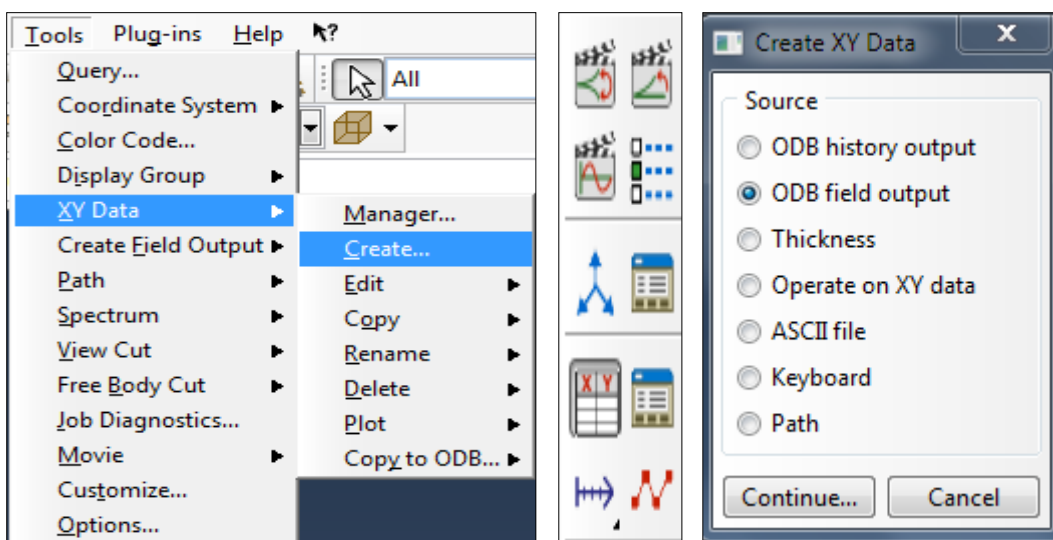 Tools Plug-ins Help ?
Query...
Coordinate System
All
Color Code...
Display Group
XY Data
Create Field Output
Path
Spectrum
View Cut
Free Body Cut
Job Diagnostics...
Movie
Customize...
Options...
Manager...
Create...
Edit
Copy
Rename
Delete
Plot
Copy to ODB...
X Y
Create XY Data
X
Source
ODB history output
ODB field output
Thickness
Operate on XY data
ASCII file
Keyboard
Path
Continue... Cancel